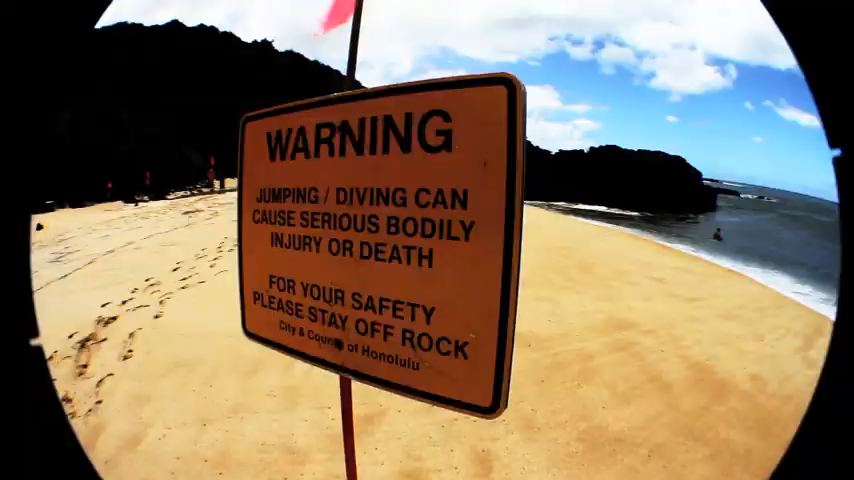 WARNING
JUMPING / DIVING CAN
CAUSE SERIOUS BODILY
INJURY OR DEATH
FOR YOUR SAFETY
PLEASE STAY OFF ROCK
City & County of Honolulu